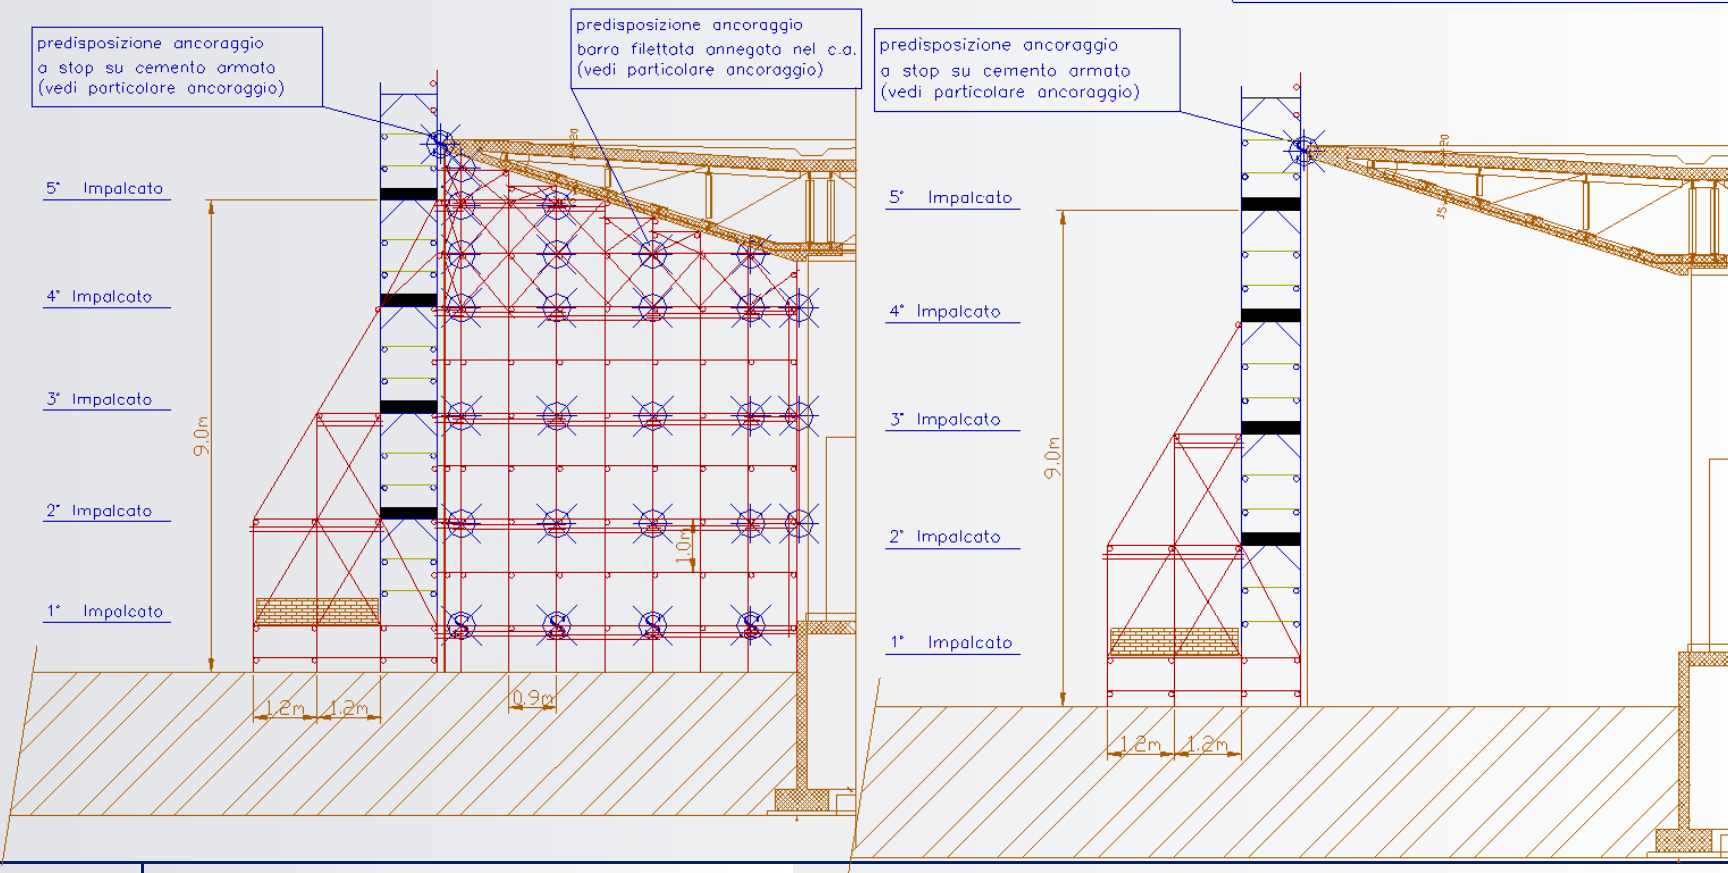 predisposizione ancoraggio
a stop su cemento armato
(vedi particolare ancoraggio)
predisposizione ancoraggio
barra filettata annegata nel c.a.
(vedi particolare ancoraggio)
5° Impalcato
4° Impalcato
3° Impalcato
2° Impalcato
1° Impalcato
9.0m
1.2m
1.2m
0.9m
1.0m
20
predisposizione ancoraggio
a stop su cemento armato
(vedi particolare ancoraggio)
5° Impalcato
4° Impalcato
3° Impalcato
2° Impalcato
1° Impalcato
9.0m
1.2m
1.2m
20
15